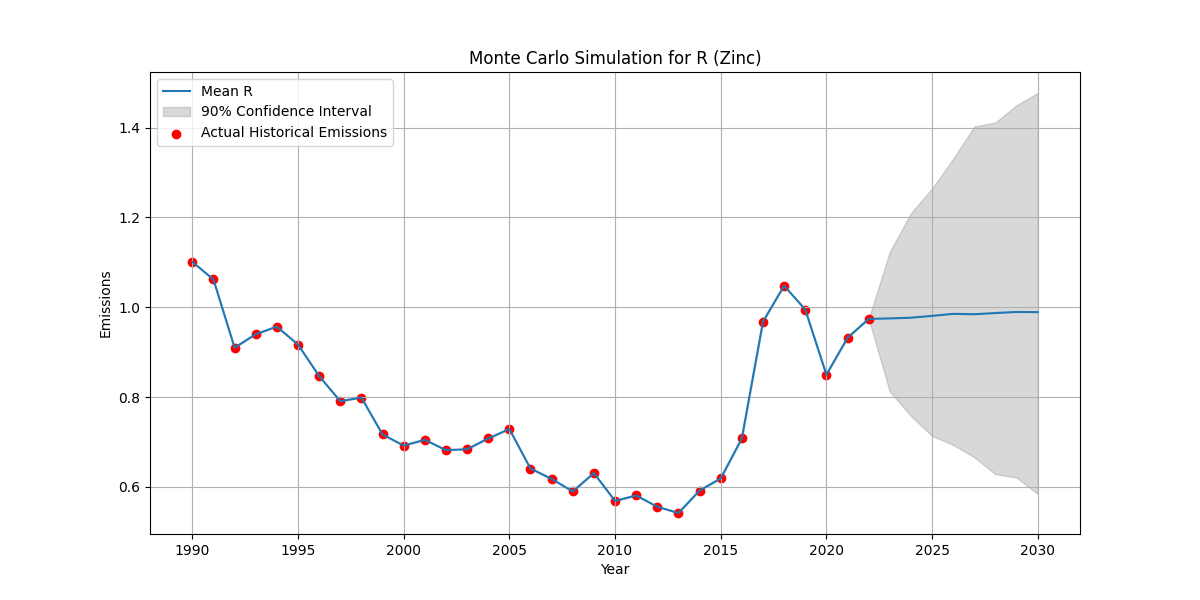 Monte Carlo Simulation for R (Zinc)
Mean R
90% Confidence Interval
Actual Historical Emissions
Emissions
1.4
1.2
1.0
0.8
0.6
1990 1995 2000 2005 2010 2015 2020 2025 2030
Year